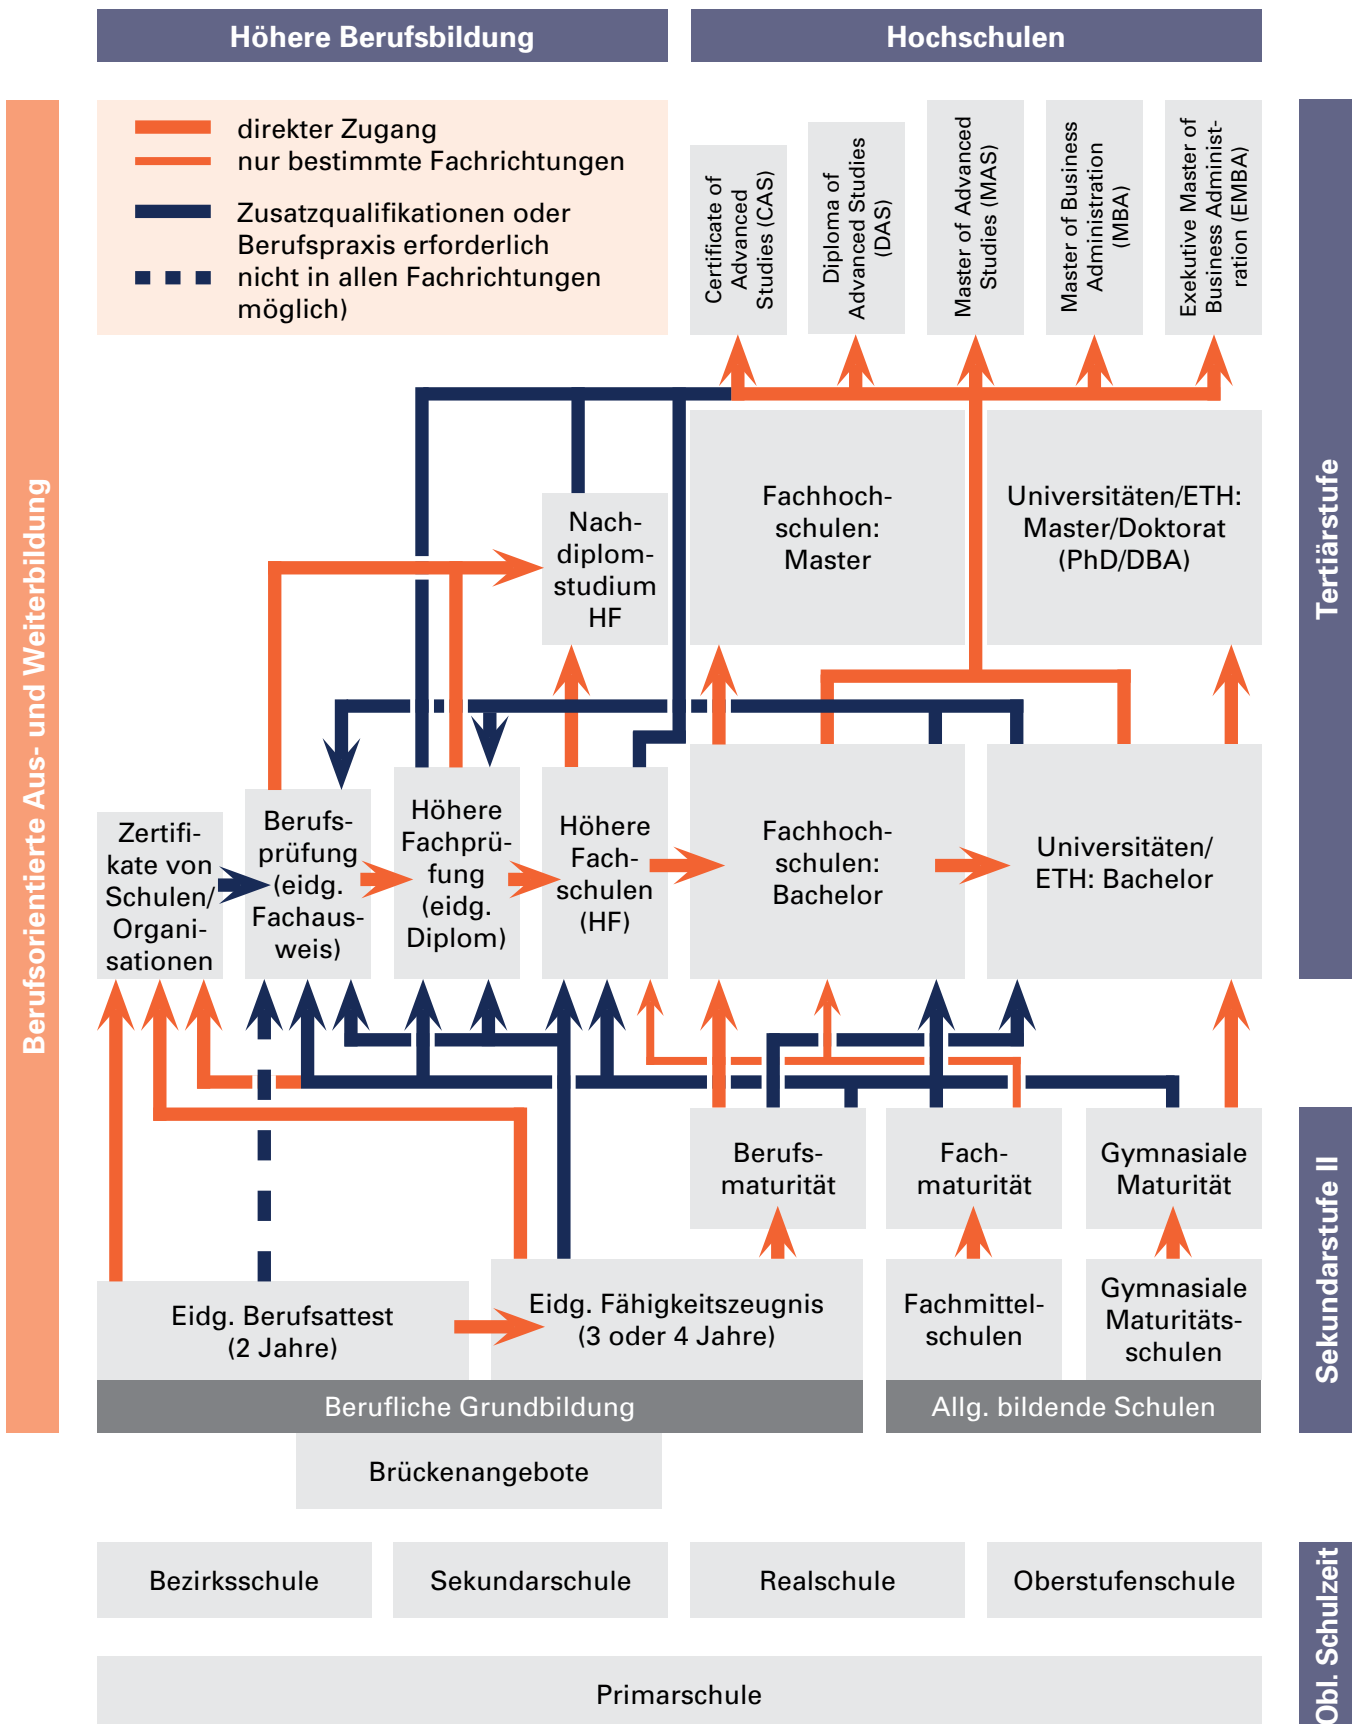 Höhere Berufsbildung
Hochschulen
Berufsorientierte Aus- und Weiterbildung
direkter Zugang
nur bestimmte Fachrichtungen
Zusatzqualifikationen oder
Berufspraxis erforderlich
nicht in allen Fachrichtungen
möglich)
Certificate of
Advanced
Studies (CAS)
Diploma of
Advanced Studies
(DAS)
Master of Advanced
Studies (MAS)
Master of Business
Administration
(MBA)
Exekutive Master of
Business Administ-
ration (EMBA)
Tertiärstufe
Nach-
diplom-
studium
HF
Fachhoch-
schulen:
Master
Universitäten/ETH:
Master/Doktorat
(PhD/DBA)
Zertifi-
kate von
Schulen/
Organi-
sationen
Berufs-
prüfung
(eidg.
Fachaus-
weis)
Höhere
Fachprü-
fung
(eidg.
Diplom)
Höhere
Fach-
schulen
(HF)
Fachhoch-
schulen:
Bachelor
Universitäten/
ETH: Bachelor
Sekundarstufe II
Berufs-
maturität
Fach-
maturität
Gymnasiale
Maturität
Eidg. Berufsattest
(2 Jahre)
Eidg. Fähigkeitszeugnis
(3 oder 4 Jahre)
Fachmittel-
schulen
Gymnasiale
Maturitäts-
schulen
Berufliche Grundbildung
Allg. bildende Schulen
Brückenangebote
Obl. Schulzeit
Bezirksschule
Sekundarschule
Realschule
Oberstufenschule
Primarschule